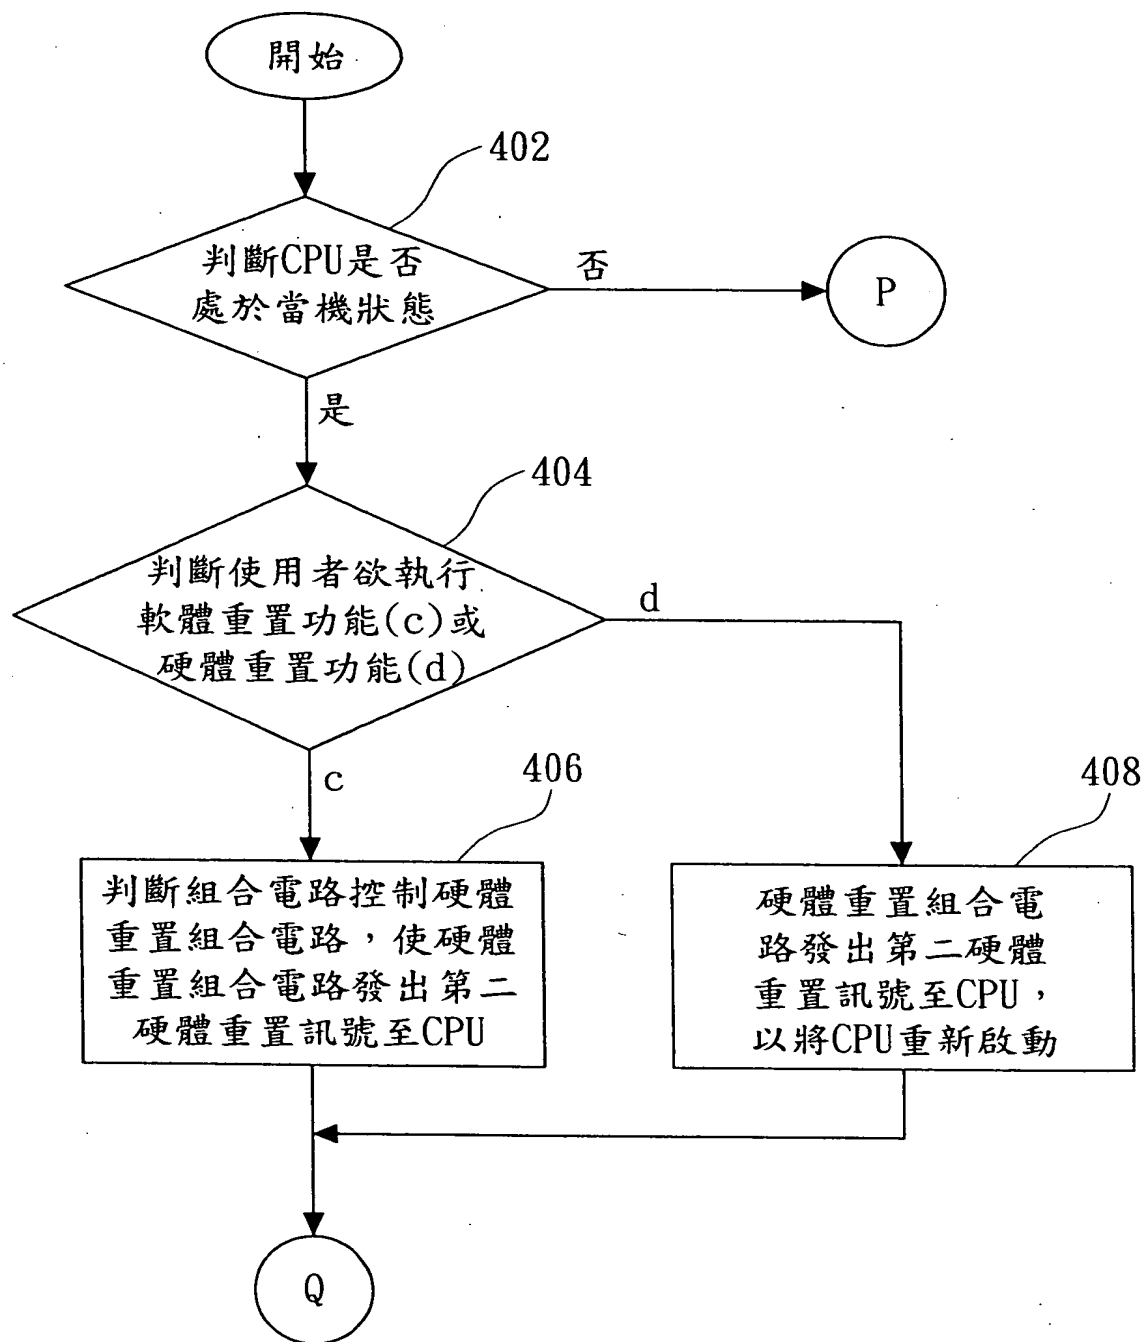 開始
402
判斷CPU是否
處於當機狀態
否
P
是
404
判斷使用者欲執行
軟體重置功能(c)或
硬體重置功能(d)
d
c
406
判斷組合電路控制硬體
重置組合電路，使硬體
重置組合電路發出第二
硬體重置訊號至CPU
408
硬體重置組合電
路發出第二硬體
重置訊號至CPU，
以將CPU重新啟動
Q